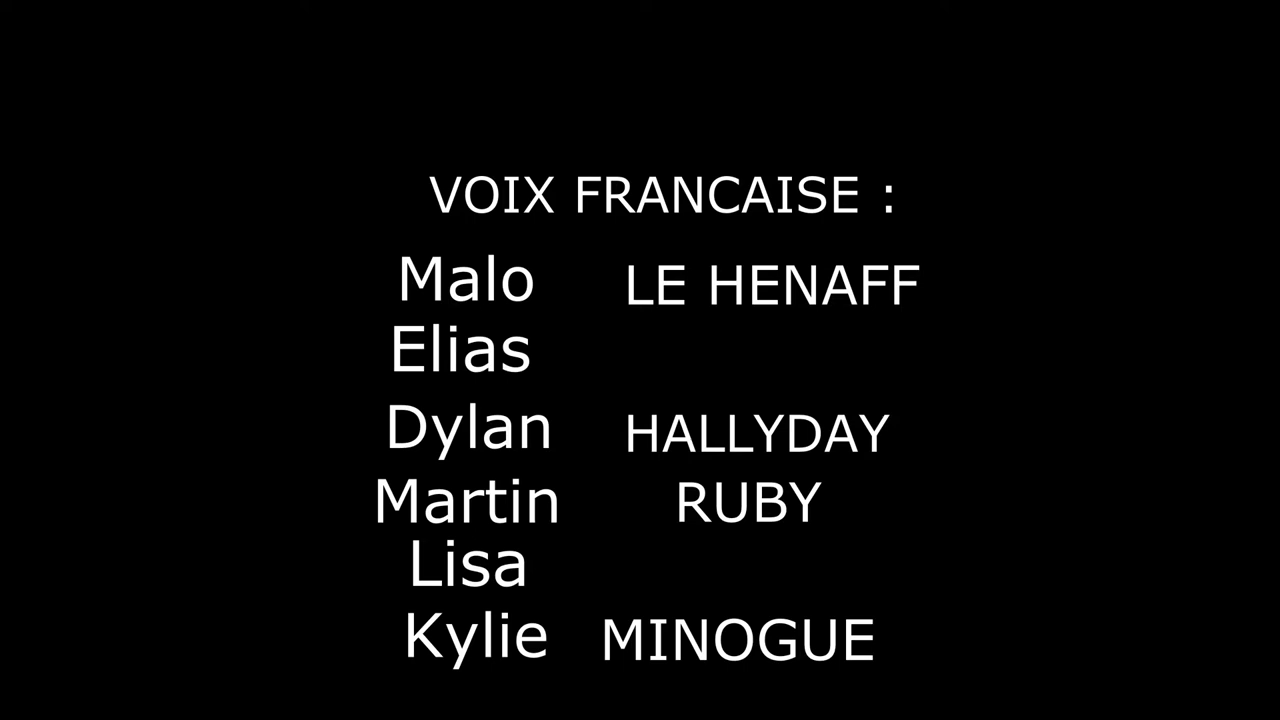 VOIX FRANCAISE :
Malo LE HENAFF
Elias
Dylan HALLYDAY
Martin RUBY
Lisa
Kylie MINOGUE